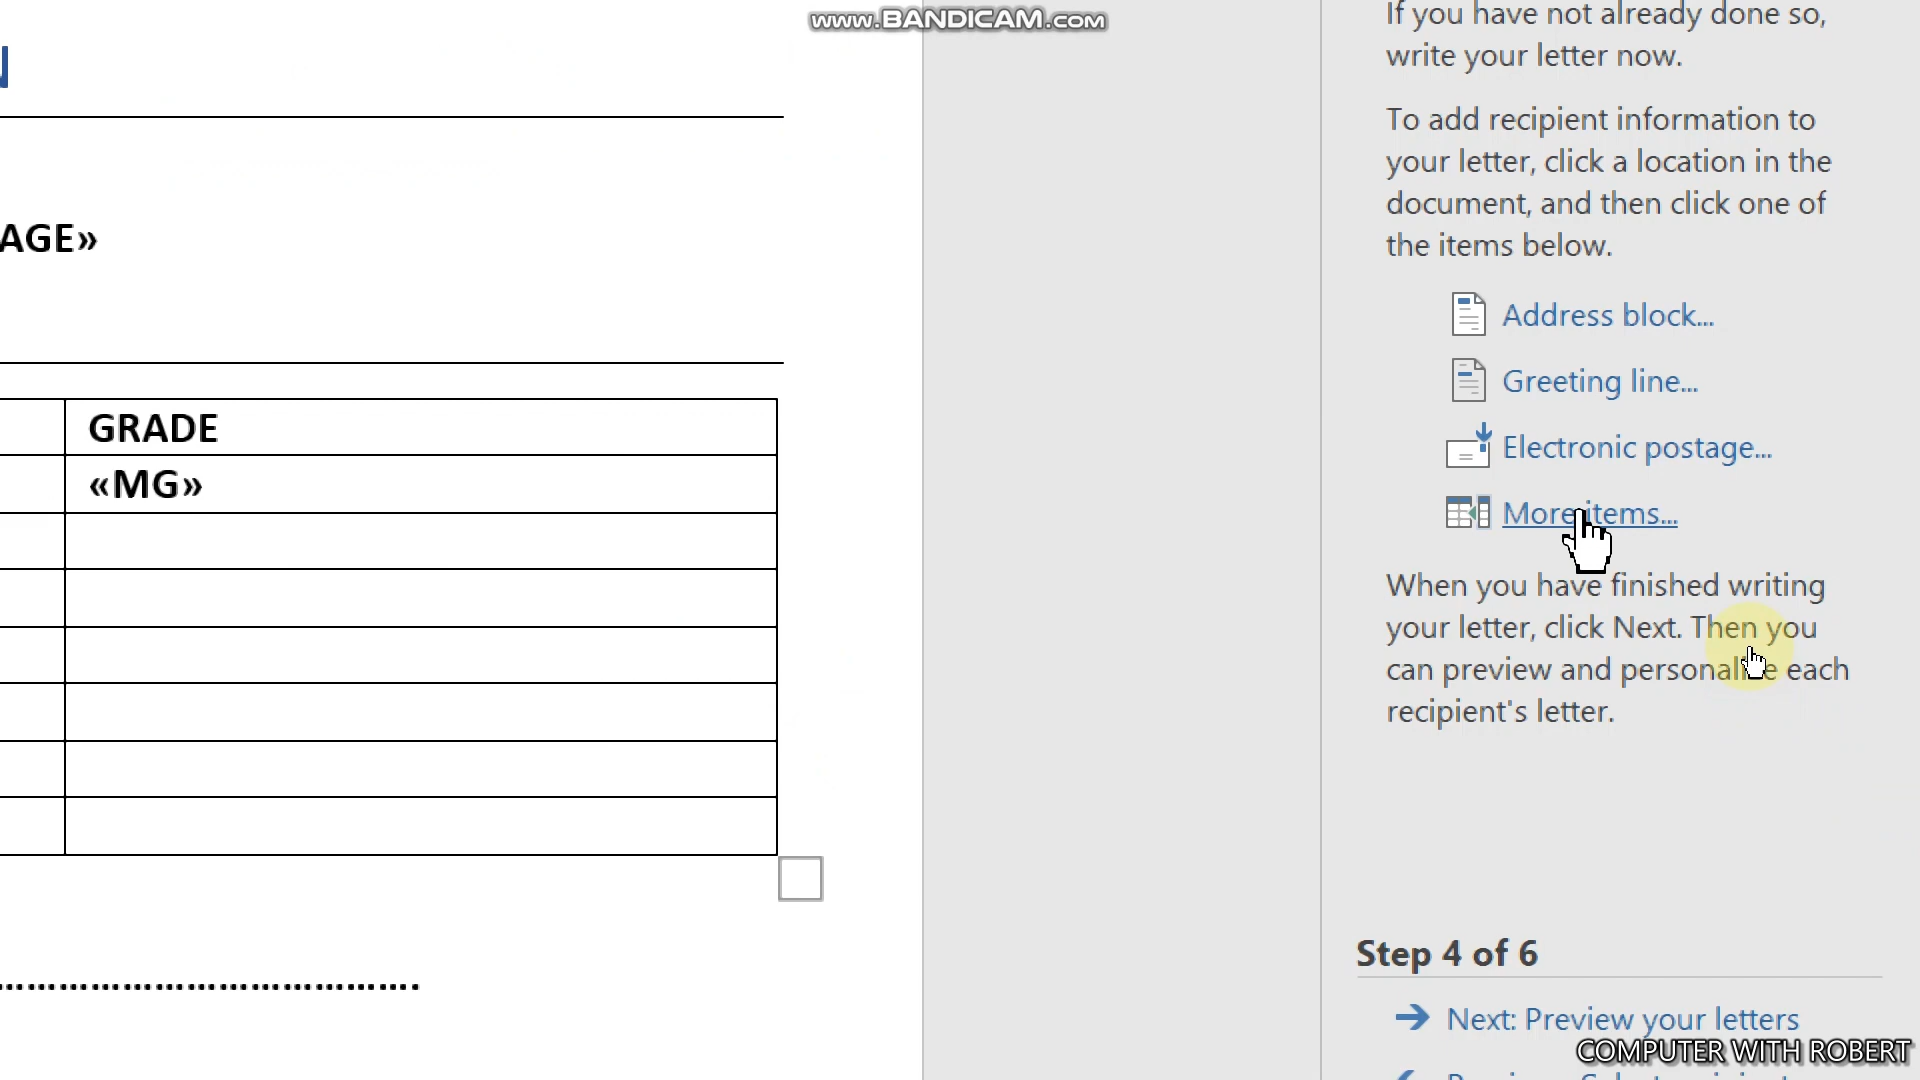 www.BANDICAM.com
AGE»
GRADE
«MG»
If you have not already done so,
write your letter now.
To add recipient information to
your letter, click a location in the
document, and then click one of
the items below.
Address block...
Greeting line...
Electronic postage...
More items...
When you have finished writing
your letter, click Next. Then you
can preview and personalize each
recipient's letter.
Step 4 of 6
Next: Preview your letters
COMPUTER WITH ROBERT